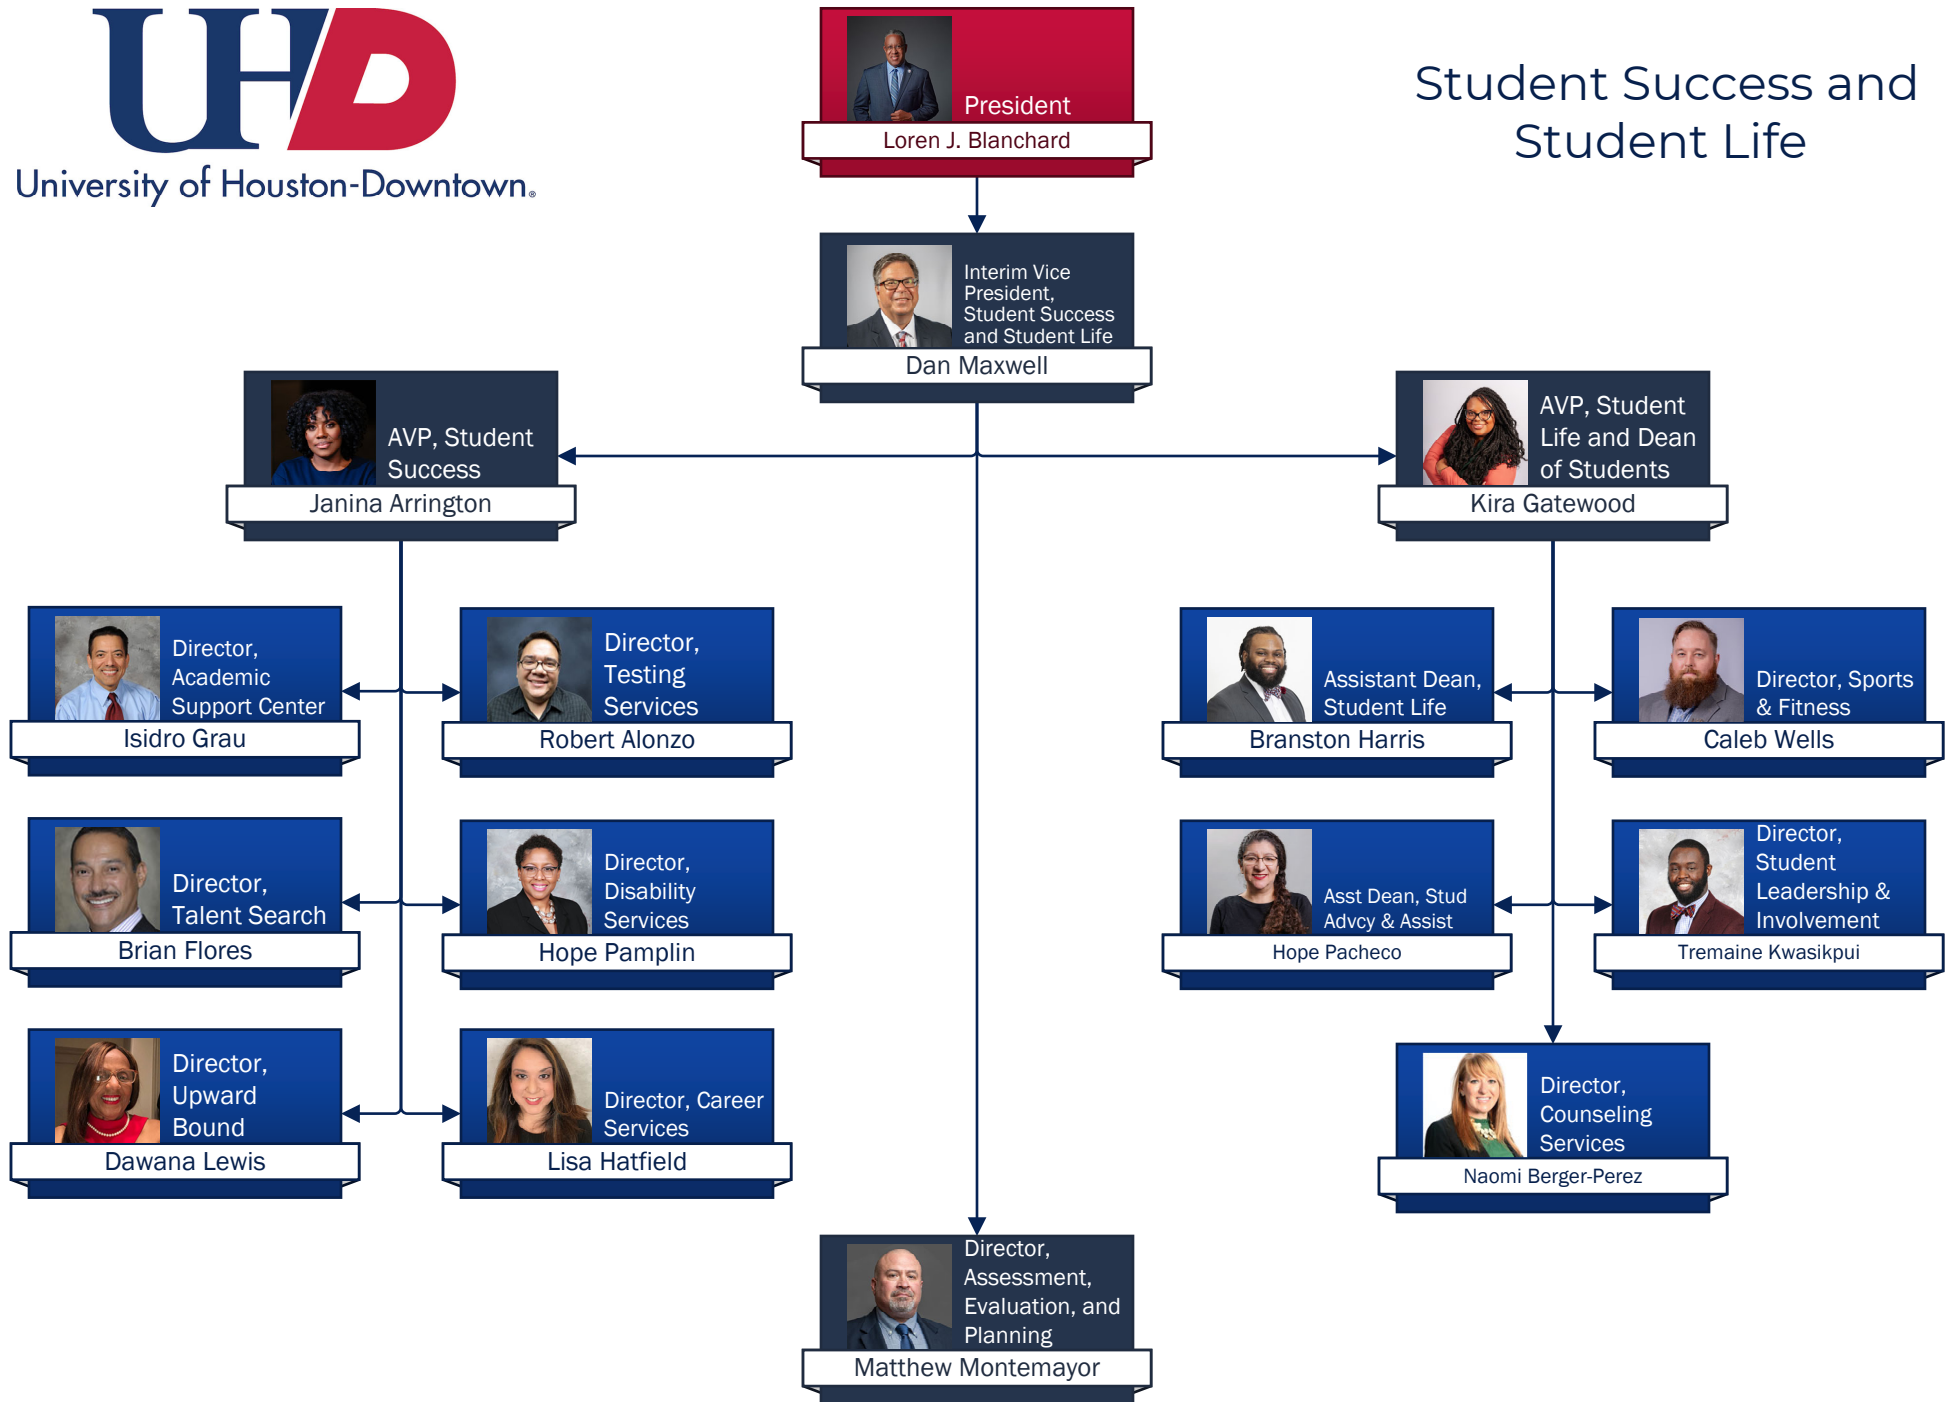 UHD
University of Houston-Downtown®
Student Success and
Student Life
President
Loren J. Blanchard
Interim Vice
President,
Student Success
and Student Life
Dan Maxwell
AVP, Student
Success
Janina Arrington
AVP, Student
Life and Dean
of Students
Kira Gatewood
Director,
Academic
Support Center
Isidro Grau
Director,
Testing
Services
Robert Alonzo
Assistant Dean,
Student Life
Branston Harris
Director, Sports
& Fitness
Caleb Wells
Director,
Talent Search
Brian Flores
Director,
Disability
Services
Hope Pamplin
Asst Dean, Stud
Advcy & Assist
Hope Pacheco
Director,
Student
Leadership &
Involvement
Tremaine Kwasikpui
Director,
Upward
Bound
Dawana Lewis
Director, Career
Services
Lisa Hatfield
Director,
Counseling
Services
Naomi Berger-Perez
Director,
Assessment,
Evaluation, and
Planning
Matthew Montemayor